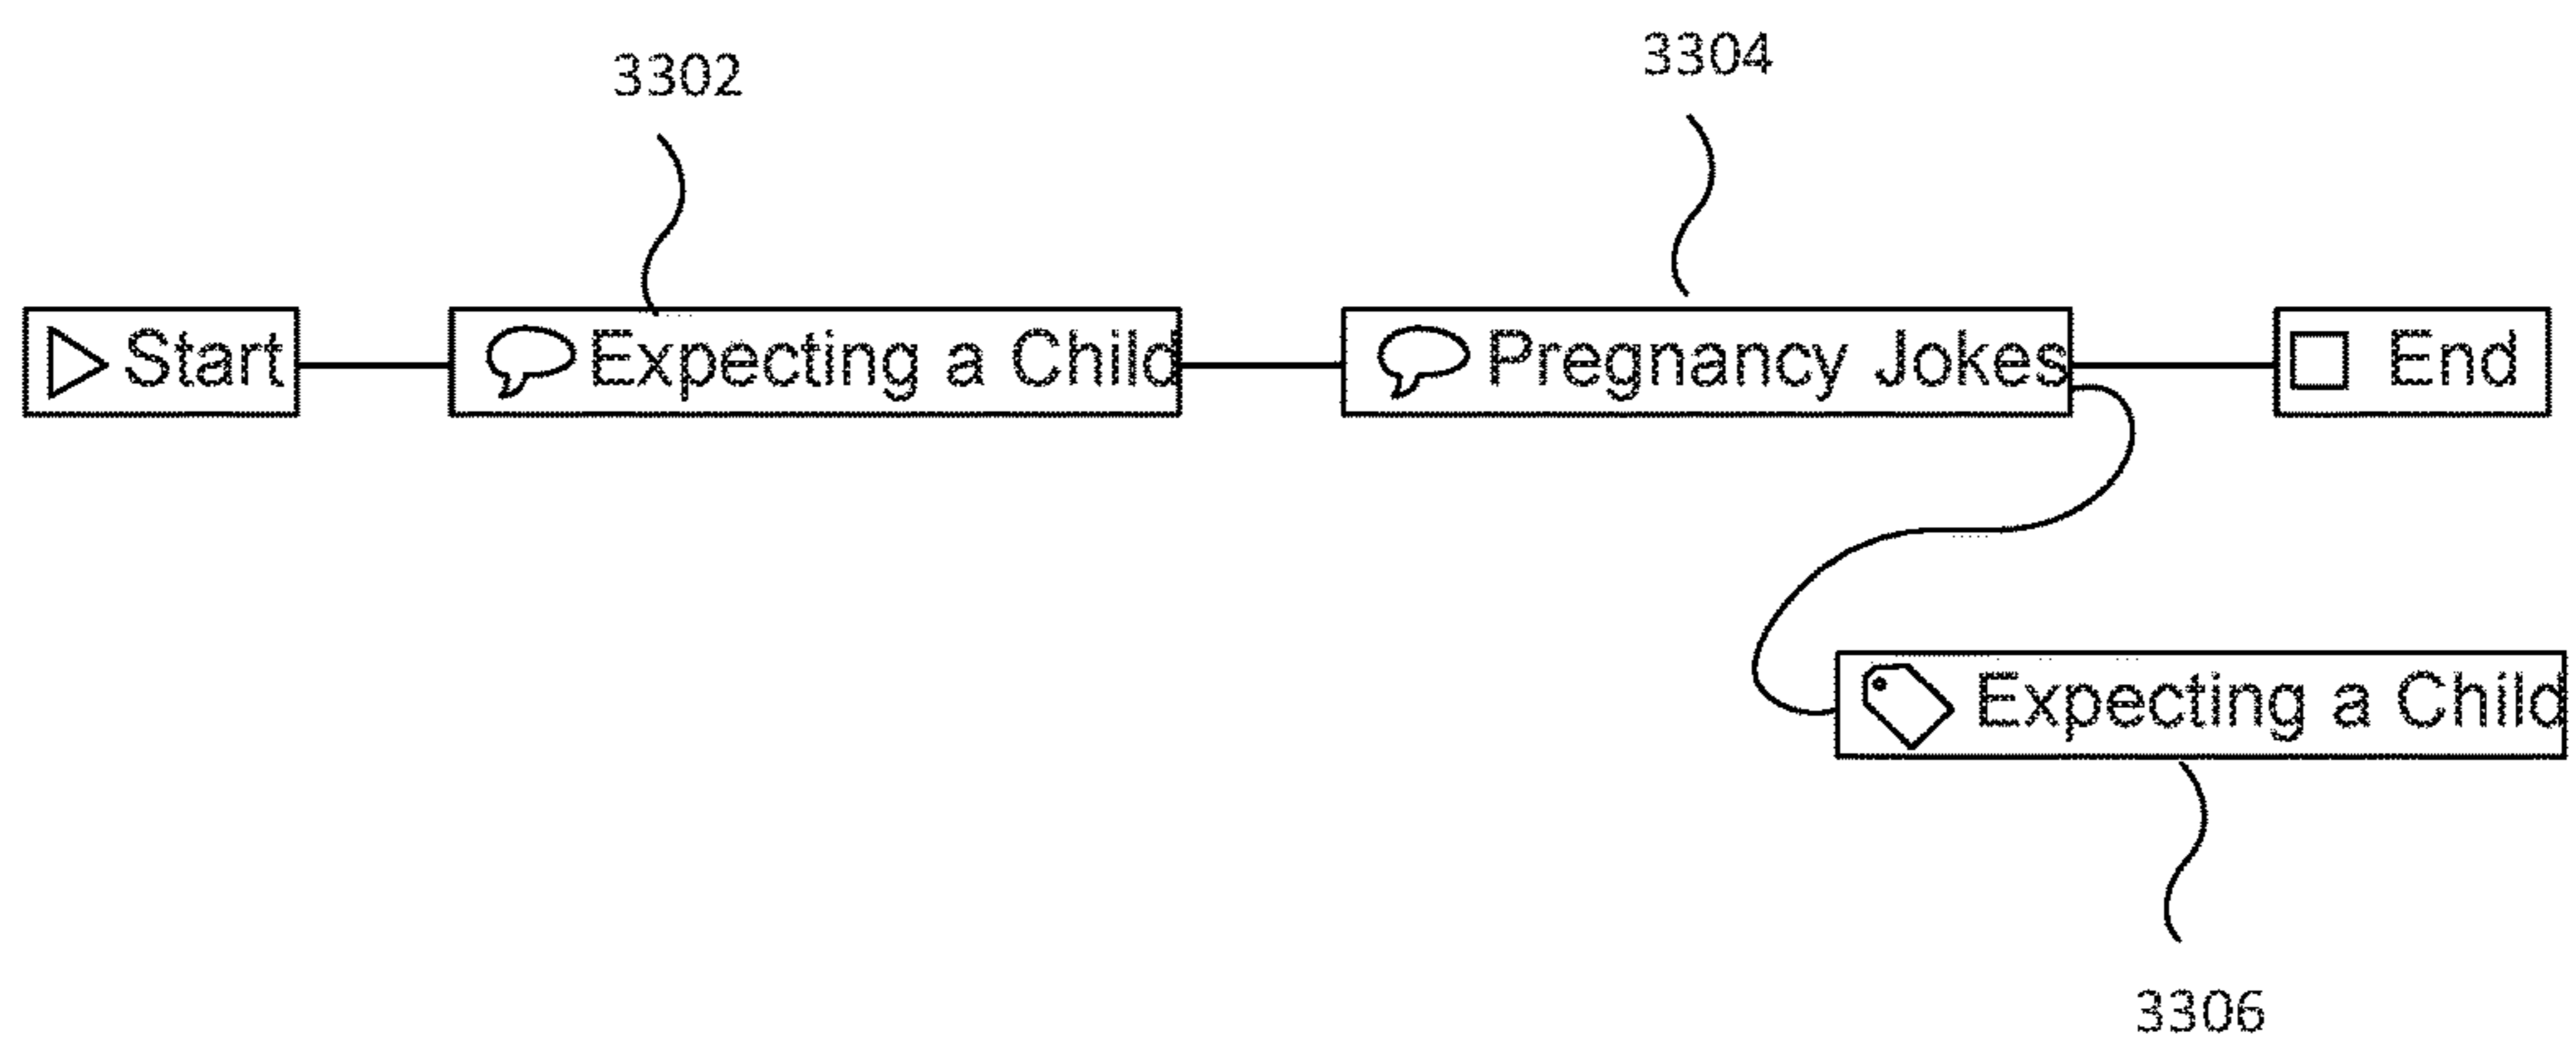 3302
3304
Start
Expecting a Child
Pregnancy Jokes
End
Expecting a Child
3306